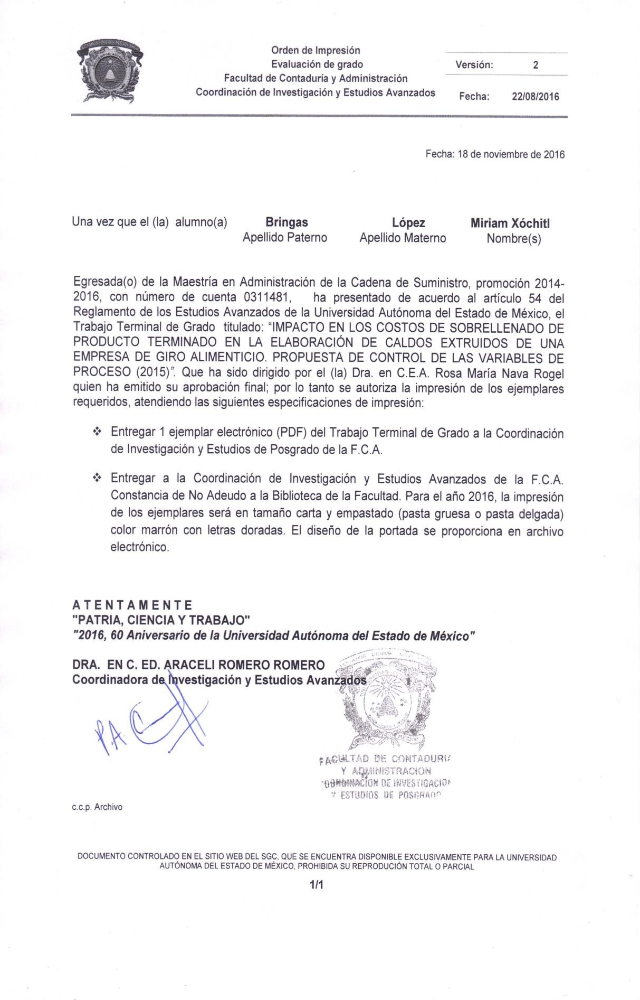 ESTADOS UNIDOS MEXICANOS
Orden de Impresión
Evaluación de grado
Facultad de Contaduría y Administración
Coordinación de Investigación y Estudios Avanzados
Versión: 2
Fecha: 22/08/2016
Fecha: 18 de noviembre de 2016
Una vez que el (la) alumno(a) Bringas López Miriam Xóchitl
Apellido Paterno Apellido Materno Nombre(s)
Egresada(o) de la Maestría en Administración de la Cadena de Suministro, promoción 2014-
2016, con número de cuenta 0311481, ha presentado de acuerdo al artículo 54 del
Reglamento de los Estudios Avanzados de la Universidad Autónoma del Estado de México, el
Trabajo Terminal de Grado titulado: “IMPACTO EN LOS COSTOS DE SOBRELLENADO DE
PRODUCTO TERMINADO EN LA ELABORACIÓN DE CALDOS EXTRUIDOS DE UNA
EMPRESA DE GIRO ALIMENTICIO. PROPUESTA DE CONTROL DE LAS VARIABLES DE
PROCESO (2015)”. Que ha sido dirigido por el (la) Dra. en C.E.A. Rosa María Nava Rogel
quien ha emitido su aprobación final; por lo tanto se autoriza la impresión de los ejemplares
requeridos, atendiendo las siguientes especificaciones de impresión:
❖ Entregar 1 ejemplar electrónico (PDF) del Trabajo Terminal de Grado a la Coordinación
de Investigación y Estudios de Posgrado de la F.C.A.
❖ Entregar a la Coordinación de Investigación y Estudios Avanzados de la F.C.A.
Constancia de No Adeudo a la Biblioteca de la Facultad. Para el año 2016, la impresión
de los ejemplares será en tamaño carta y empastado (pasta gruesa o pasta delgada)
color marrón con letras doradas. El diseño de la portada se proporciona en archivo
electrónico.
A T E N T A M E N T E
"PATRIA, CIENCIA Y TRABAJO"
"2016, 60 Aniversario de la Universidad Autónoma del Estado de México"
DRA. EN C. ED. ARACELI ROMERO ROMERO
Coordinadora de Investigación y Estudios Avanzados
PA
FACULTAD DE CONTADURI
Y ADMINISTRACION
DE INVESTIGACION
Y ESTUDIOS DE POSGRADO
c.c.p. Archivo
DOCUMENTO CONTROLADO EN EL SITIO WEB DEL SGC, QUE SE ENCUENTRA DISPONIBLE EXCLUSIVAMENTE PARA LA UNIVERSIDAD
AUTÓNOMA DEL ESTADO DE MÉXICO, PROHIBIDA SU REPRODUCIÓN TOTAL O PARCIAL
1/1